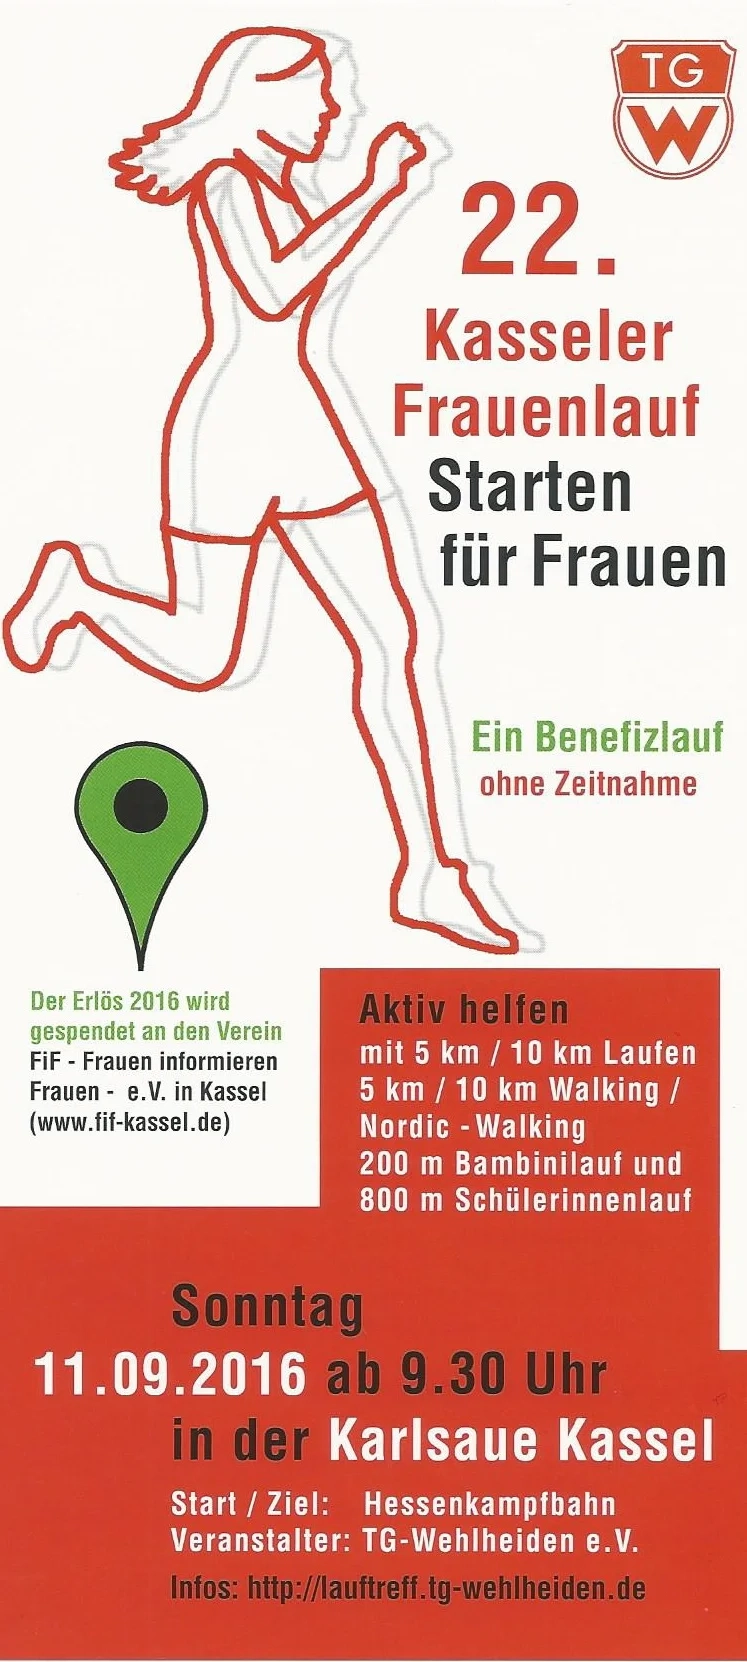 TG
W
22.
Kasseler
Frauenlauf
Starten
für Frauen
Ein Benefizlauf
ohne Zeitnahme
Der Erlös 2016 wird
gespendet an den Verein
FiF - Frauen informieren
Frauen - e.V. in Kassel
(www.fif-kassel.de)
Aktiv helfen
mit 5 km / 10 km Laufen
5 km / 10 km Walking /
Nordic - Walking
200 m Bambinilauf und
800 m Schülerinnenlauf
Sonntag
11.09.2016 ab 9.30 Uhr
in der Karlsaue Kassel
Start / Ziel: Hessenkampfbahn
Veranstalter: TG-Wehlheiden e.V.
Infos: http://lauftreff.tg-wehlheiden.de